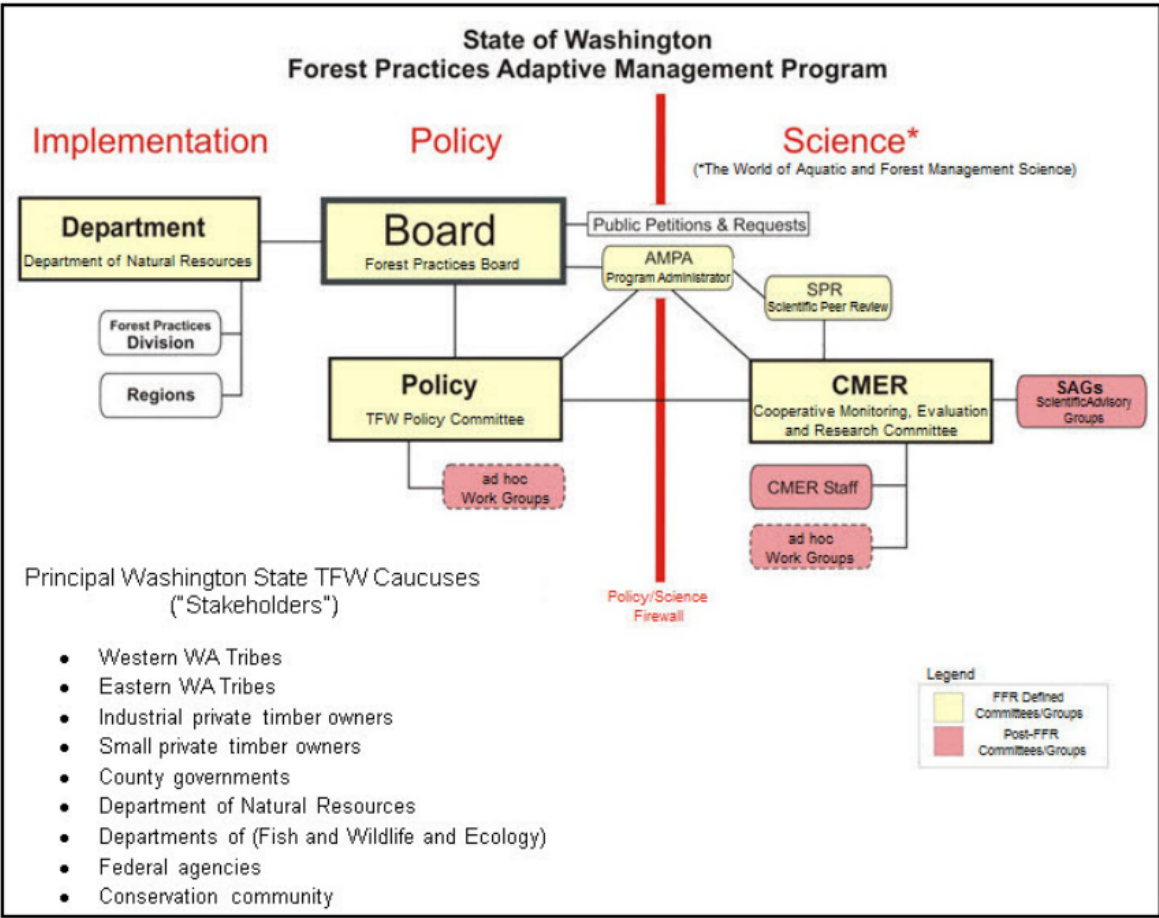 State of Washington
Forest Practices Adaptive Management Program
Implementation
Policy
Science*
(*The World of Aquatic and Forest Management Science)
Department
Department of Natural Resources
Board
Forest Practices Board
Public Petitions & Requests
AMPA
Program Administrator
SPR
Scientific Peer Review
Forest Practices
Division
Regions
Policy
TFW Policy Committee
CMER
Cooperative Monitoring, Evaluation
and Research Committee
SAGs
ScientificAdvisory
Groups
ad hoc
Work Groups
CMER Staff
ad hoc
Work Groups
Policy/Science
Firewall
Principal Washington State TFW Caucuses
("Stakeholders")
• Western WA Tribes
• Eastern WA Tribes
• Industrial private timber owners
• Small private timber owners
• County governments
• Department of Natural Resources
• Departments of (Fish and Wildlife and Ecology)
• Federal agencies
• Conservation community
Legend
FFR Defined
Committees/Groups
Post-FFR
Committees/Groups